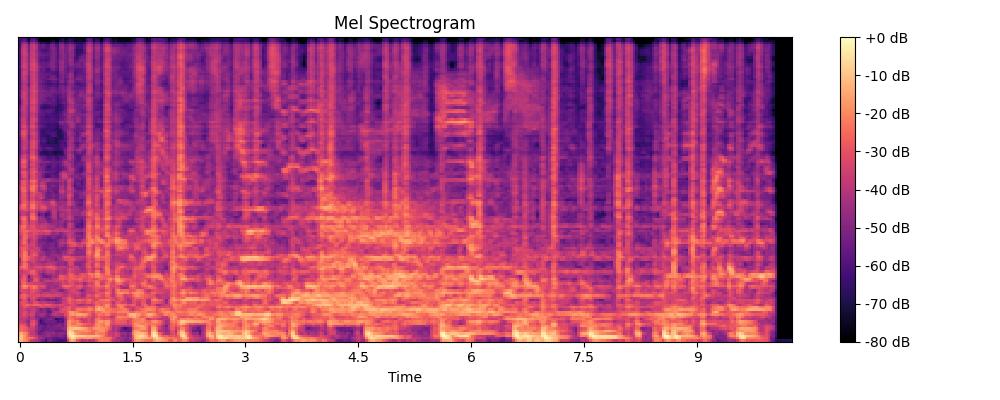 Mel Spectrogram
+0 dB
-10 dB
-20 dB
-30 dB
-40 dB
-50 dB
-60 dB
-70 dB
-80 dB
0 1.5 3 4.5 6 7.5 9
Time